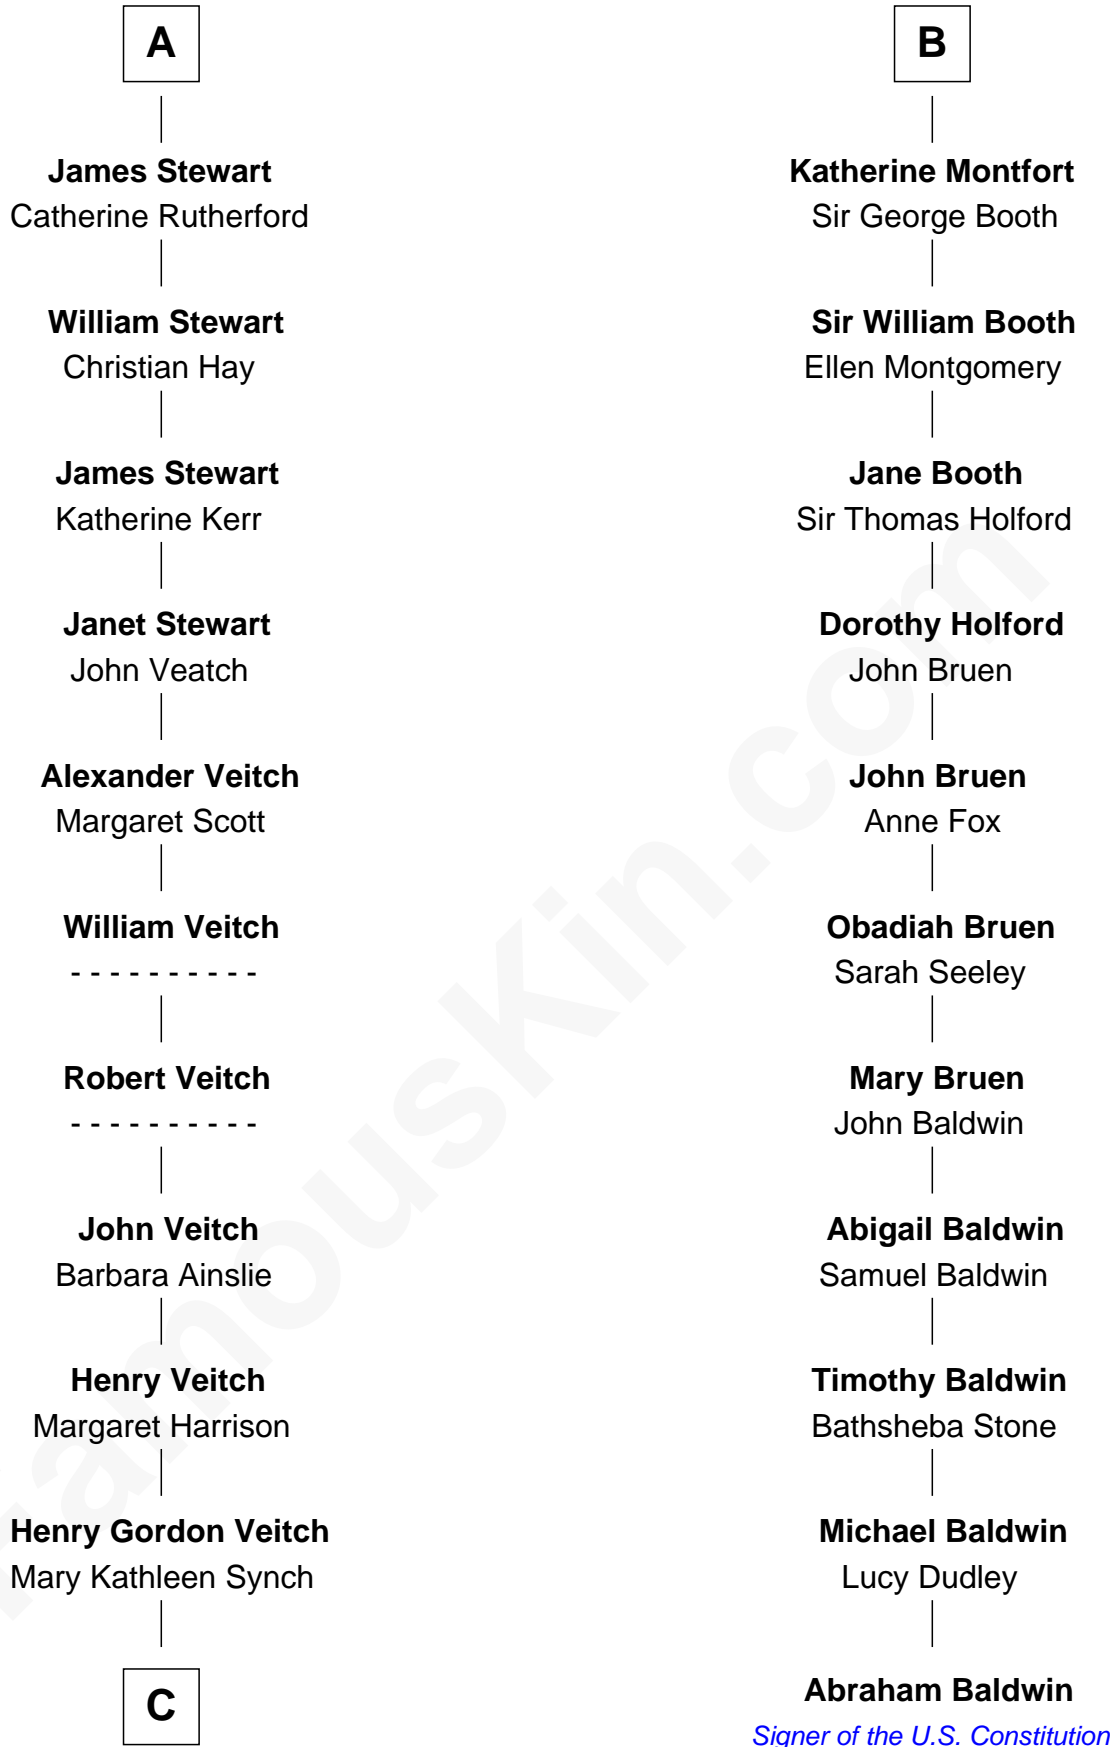 A
James Stewart
Catherine Rutherford
William Stewart
Christian Hay
James Stewart
Katherine Kerr
Janet Stewart
John Veatch
Alexander Veitch
Margaret Scott
William Veitch
- - - - - - - - - -
Robert Veitch
- - - - - - - - - -
John Veitch
Barbara Ainslie
Henry Veitch
Margaret Harrison
Henry Gordon Veitch
Mary Kathleen Synch
C
B
Katherine Montfort
Sir George Booth
Sir William Booth
Ellen Montgomery
Jane Booth
Sir Thomas Holford
Dorothy Holford
John Bruen
John Bruen
Anne Fox
Obadiah Bruen
Sarah Seeley
Mary Bruen
John Baldwin
Abigail Baldwin
Samuel Baldwin
Timothy Baldwin
Bathsheba Stone
Michael Baldwin
Lucy Dudley
Abraham Baldwin
Signer of the U.S. Constitution
FamousKin.com